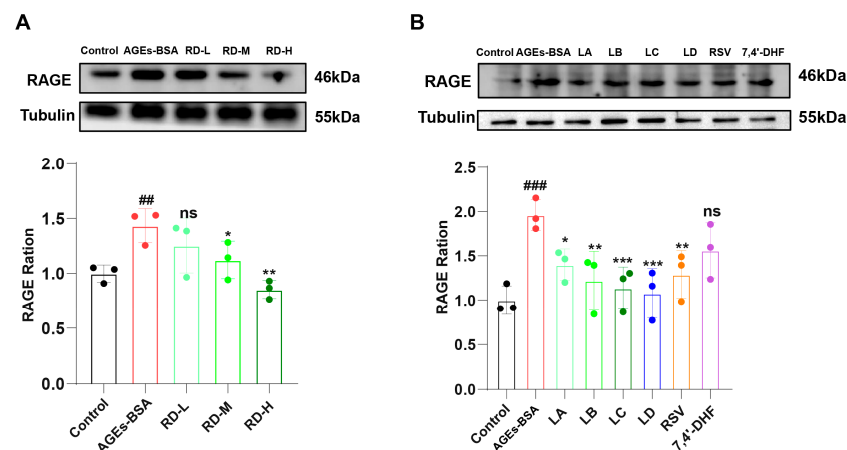 A
Control AGEs-BSA RD-L RD-M RD-H
RAGE 46kDa
Tubulin 55kDa
2.0
1.5
1.0
0.5
0.0
RAGE Ration
##
ns
*
**
Control
AGEs-BSA
RD-L
RD-M
RD-H
B
Control AGEs-BSA LA LB LC LD RSV 7,4'-DHF
RAGE 46kDa
Tubulin 55kDa
2.5
2.0
1.5
1.0
0.5
0.0
RAGE Ration
###
*
**
***
***
**
ns
Control
AGEs-BSA
LA
LB
LC
LD
RSV
7,4'-DHF